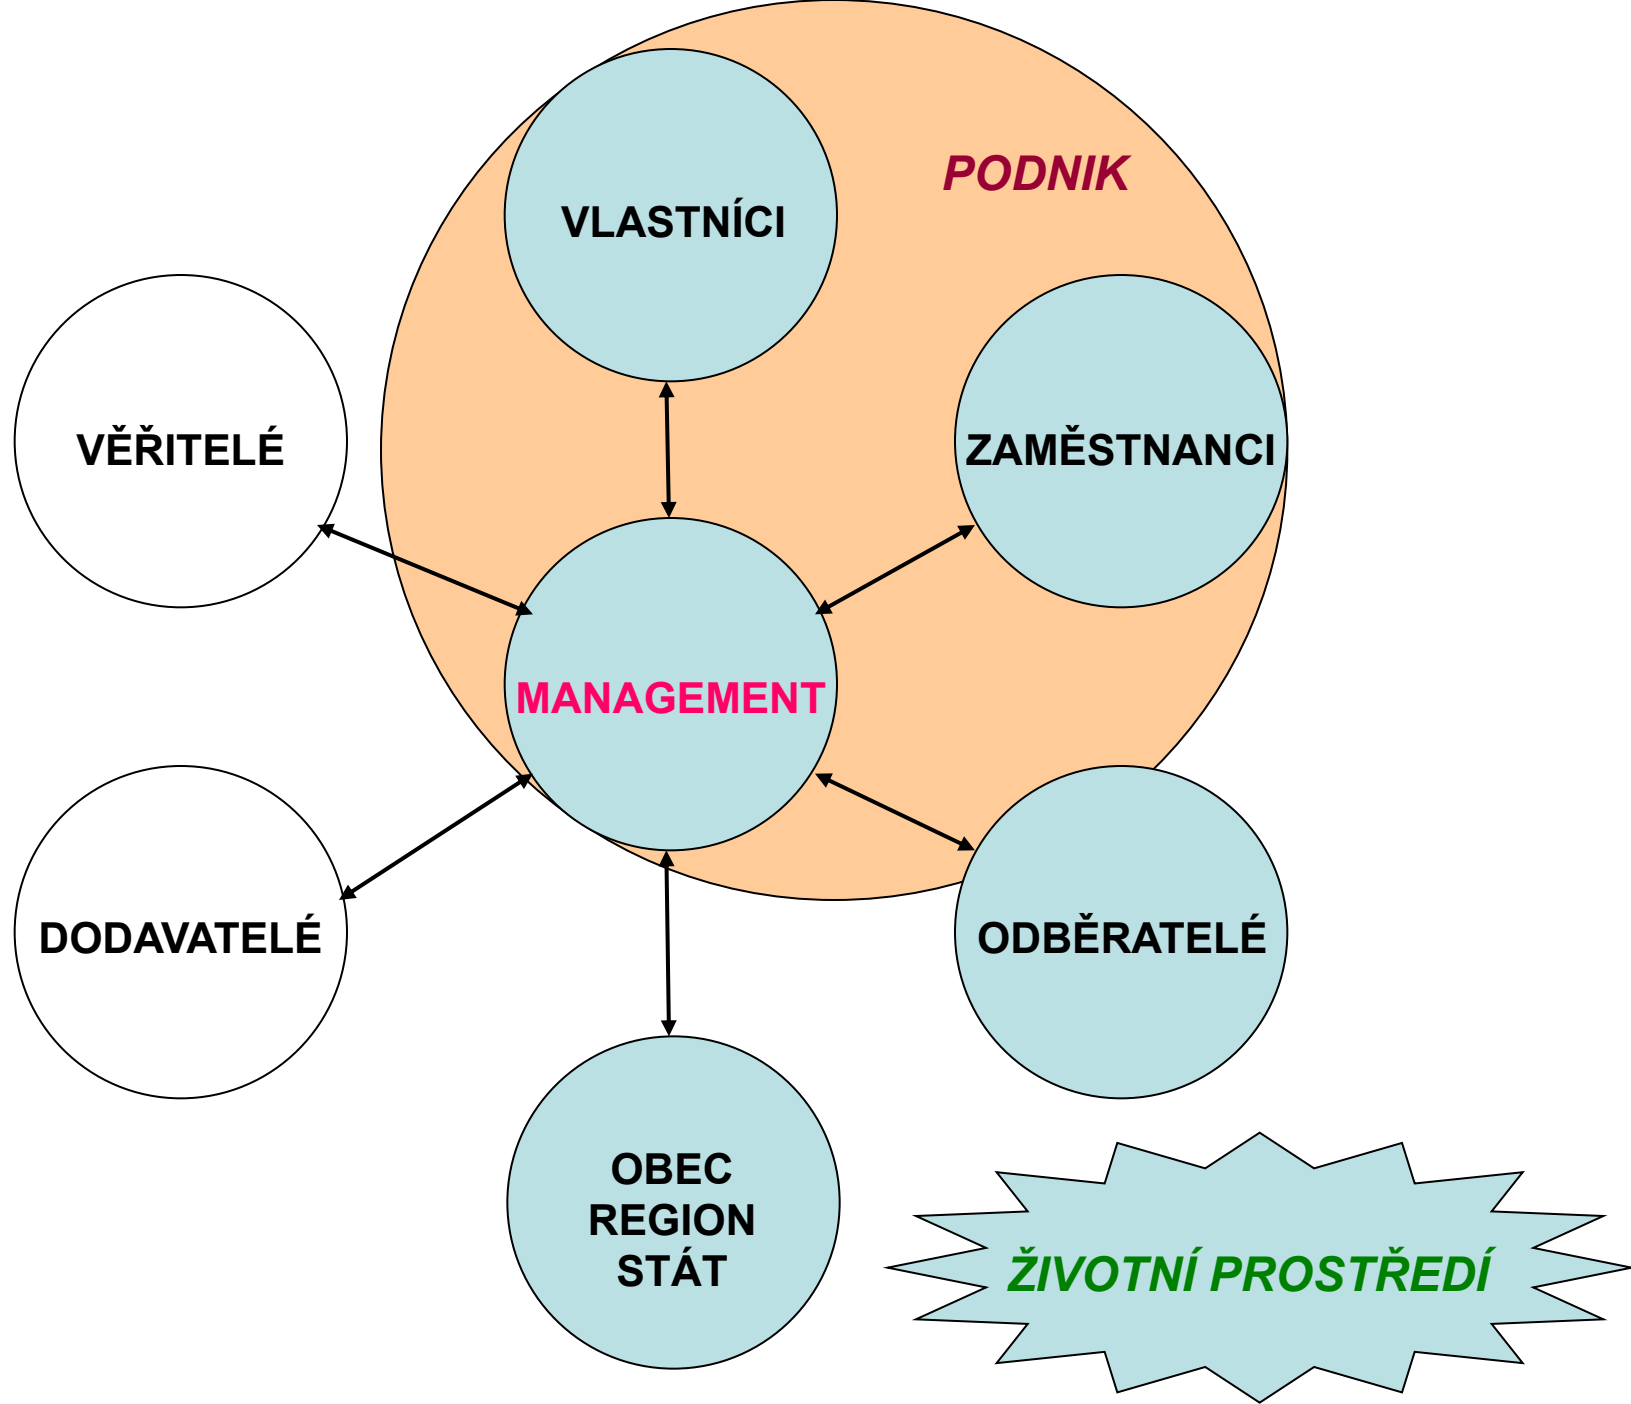 PODNIK
VLASTNÍCI
VĚŘITELÉ
ZAMĚSTNANCI
MANAGEMENT
DODAVATELÉ
ODBĚRATELÉ
OBEC
REGION
STÁT
ŽIVOTNÍ PROSTŘEDÍ